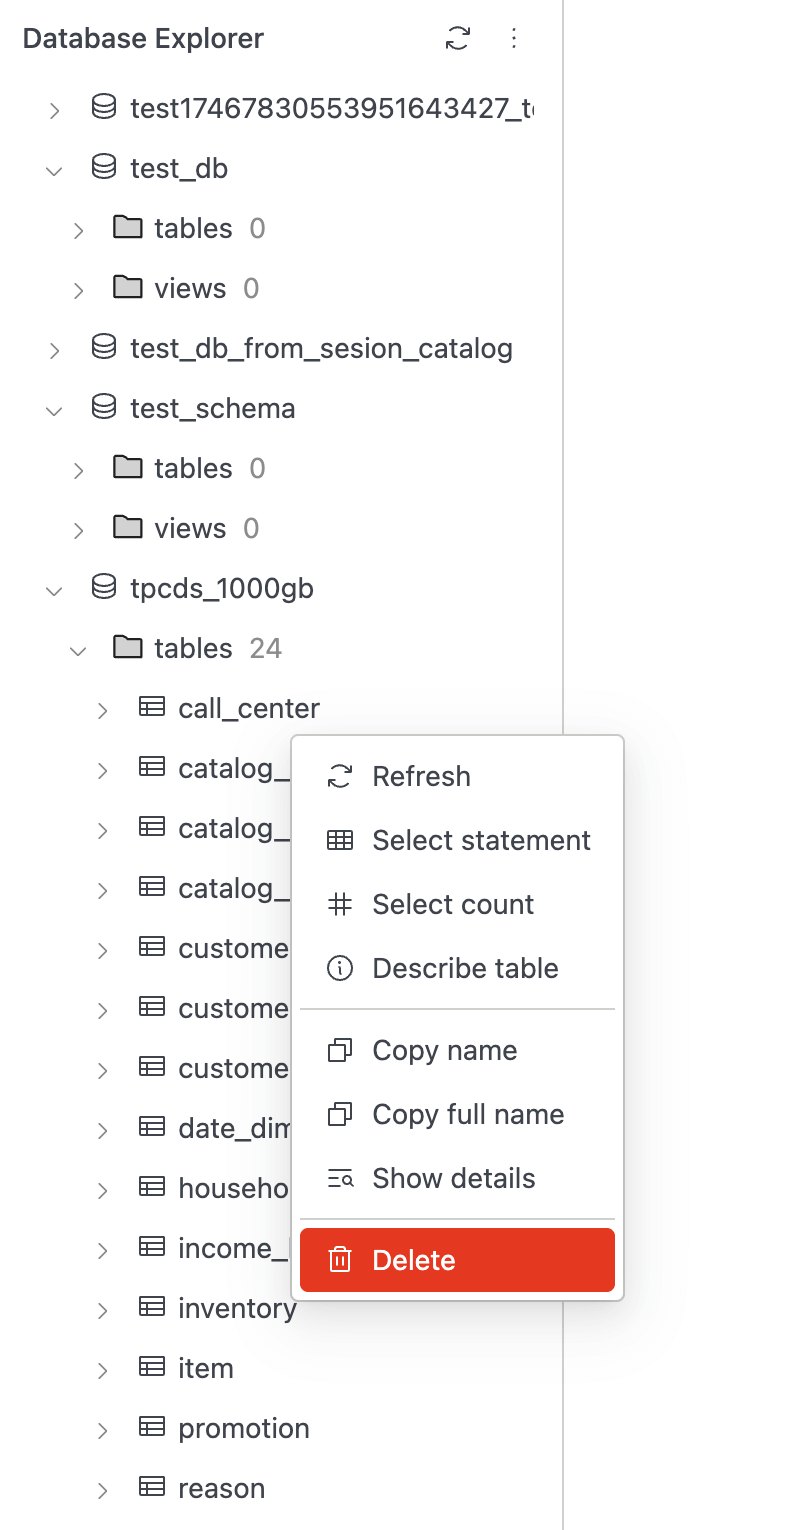 Database Explorer
test17467830553951643427_t
test_db
tables 0
views 0
test_db_from_sesion_catalog
test_schema
tables 0
views 0
tpcds_1000gb
tables 24
call_center
catalog_
Refresh
catalog_
Select statement
catalog_
Select count
custome
Describe table
custome
custome
Copy name
date_dim
Copy full name
househo
Show details
income_
Delete
inventory
item
promotion
reason